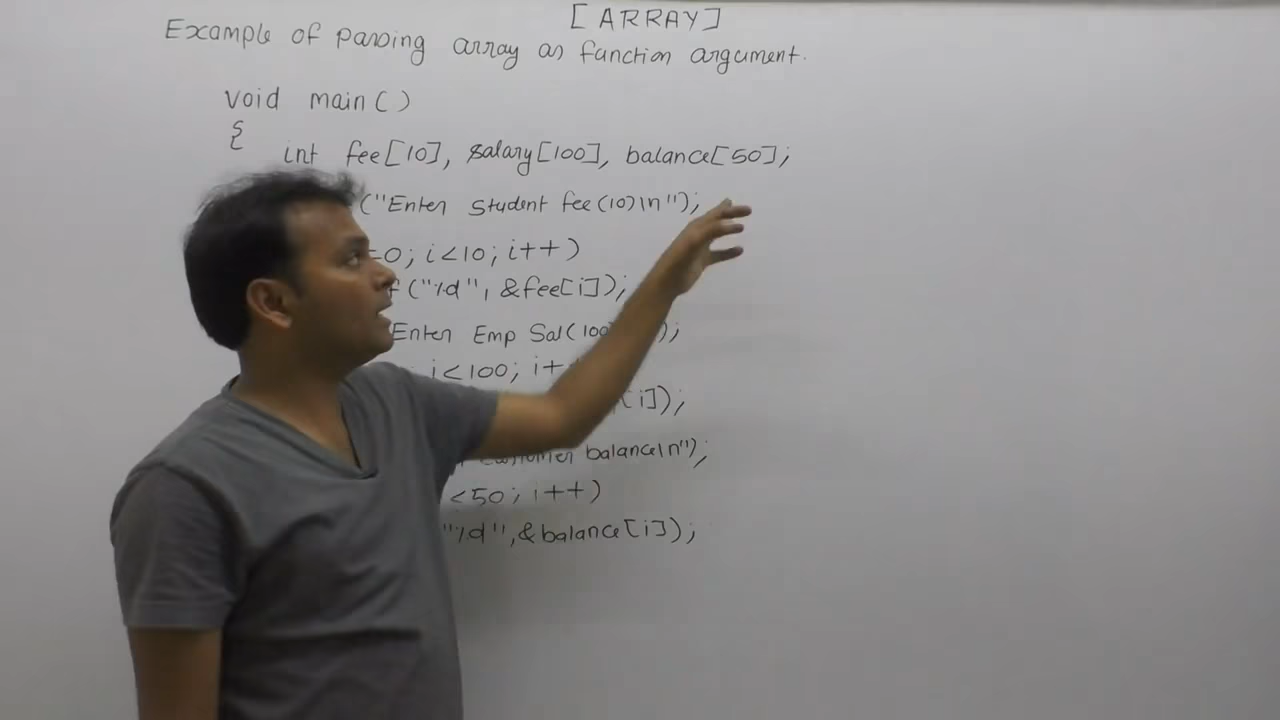 [ARRAY]
Example of passing array as function argument.
void main()
{
int fee[10], salary[100], balance[50];
("Enter student fee(10)\n");
=0; i<10; i++)
f("%d", &fee[i]);
Enter Emp Sal(100
i<100; i+
[i]);
customer balance\n");
<50; i++)
"%d",&balance[i]);